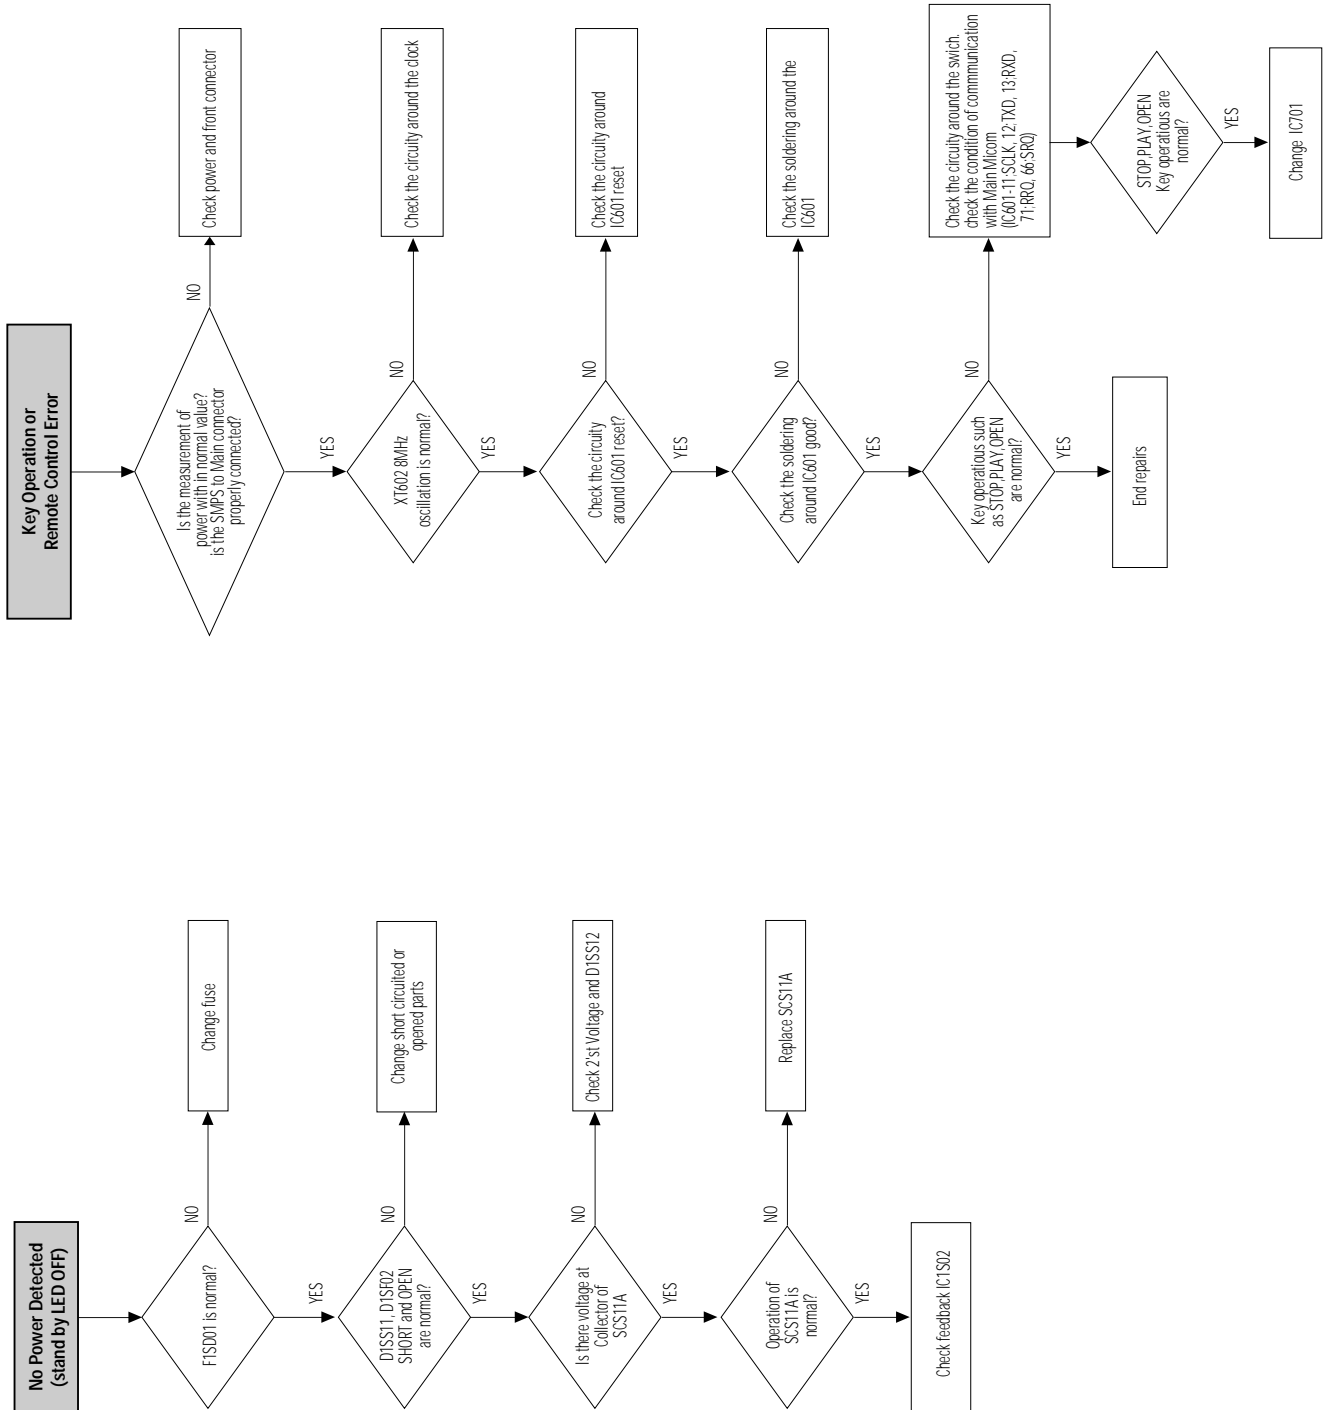 Key Operation or
Remote Control Error
Is the measurement of
power with in normal value?
is the SMPS to Main connector
properly connected?
NO
Check power and front connector
YES
XT602 8MHz
oscillation is normal?
NO
Check the circuity around the clock
YES
Check the circuity
around IC601 reset?
NO
Check the circuity around
IC601 reset
YES
Check the soldering
around IC601 good?
NO
Check the soldering around the
IC601
YES
Key operatious such
as STOP,PLAY,OPEN
are normal?
NO
Check the circuity around the swich.
check the condition of communication
with Main Micom
(IC601-11;SCLK, 12;TXD, 13;RXD,
71;RRQ, 66;SRQ)
STOP,PLAY,OPEN
Key operatious are
normal?
YES
Change IC701
YES
End repairs
No Power Detected
(stand by LED OFF)
F1SD01 is normal?
NO
Change fuse
YES
D1SS11, D1SF02
SHORT and OPEN
are normal?
NO
Change short circuited or
opened parts
YES
Is there voltage at
Collector of
SCS11A
NO
Check 2'st Voltage and D1SS12
YES
Operation of
SCS11A is
normal?
NO
Replace SCS11A
YES
Check feedback IC1S02